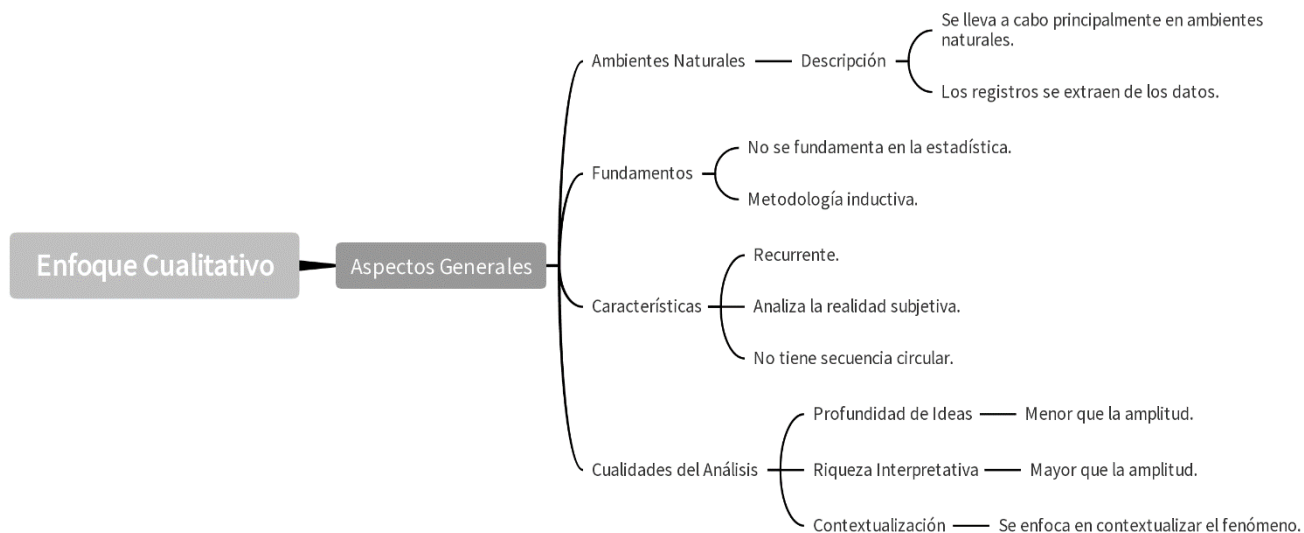 Enfoque Cualitativo
Aspectos Generales
Ambientes Naturales
Descripción
Se lleva a cabo principalmente en ambientes
naturales.
Los registros se extraen de los datos.
Fundamentos
No se fundamenta en la estadística.
Metodología inductiva.
Características
Recurrente.
Analiza la realidad subjetiva.
No tiene secuencia circular.
Cualidades del Análisis
Profundidad de Ideas
Menor que la amplitud.
Riqueza Interpretativa
Mayor que la amplitud.
Contextualización
Se enfoca en contextualizar el fenómeno.